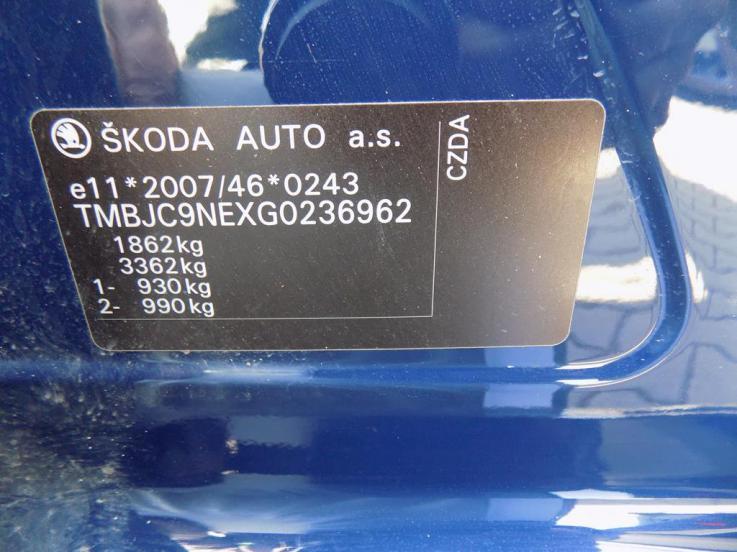 ŠKODA AUTO a.s.
e11*2007/46*0243
TMBJC9NEXG0236962
1862kg
3362kg
1- 930kg
2- 990kg
CZDA